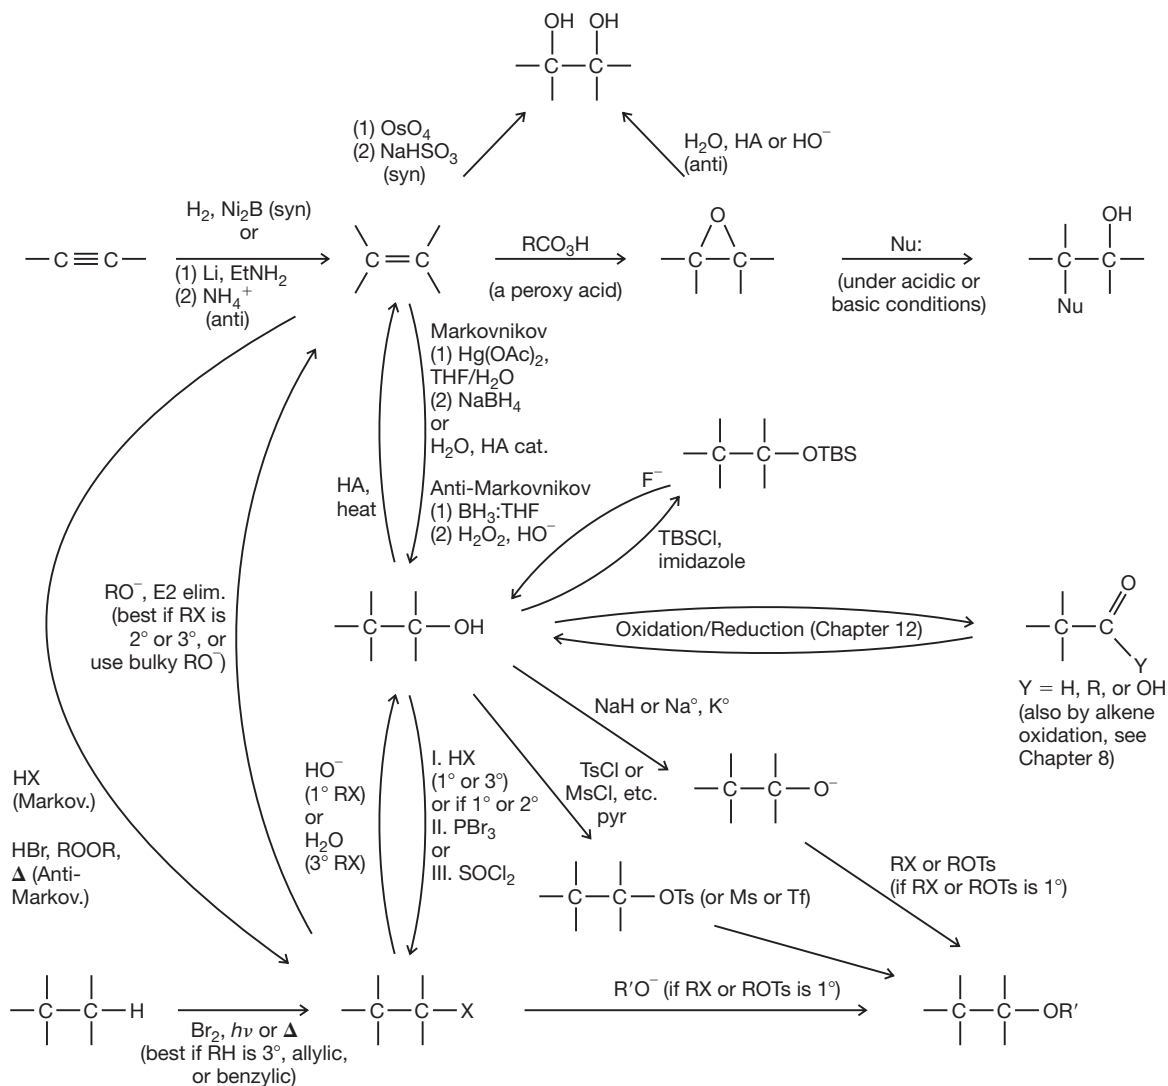 OH OH
C C
(1) OsO₄
(2) NaHSO₃
(syn)
H₂O, HA or HO⁻
(anti)
H₂, Ni₂B (syn)
or
(1) Li, EtNH₂
(2) NH₄⁺
(anti)
C≡C
C=C
RCO₃H
(a peroxy acid)
O
C C
Nu:
(under acidic or
basic conditions)
OH
C C
Nu
Markovnikov
(1) Hg(OAc)₂,
THF/H₂O
(2) NaBH₄
or
H₂O, HA cat.
Anti-Markovnikov
(1) BH₃:THF
(2) H₂O₂, HO⁻
HA,
heat
C C OTBS
F⁻
TBSCl,
imidazole
RO⁻, E2 elim.
(best if RX is
2° or 3°, or
use bulky RO⁻)
C C OH
Oxidation/Reduction (Chapter 12)
O
C C
Y
Y = H, R, or OH
(also by alkene
oxidation, see
Chapter 8)
NaH or Na°, K°
C C O⁻
TsCl or
MsCl, etc.
pyr
HX
(Markov.)
HBr, ROOR,
Δ (Anti-
Markov.)
HO⁻
(1° RX)
or
H₂O
(3° RX)
I. HX
(1° or 3°)
or if 1° or 2°
II. PBr₃
or
III. SOCl₂
C C OTs (or Ms or Tf)
RX or ROTs
(if RX or ROTs is 1°)
C C H
Br₂, hν or Δ
(best if RH is 3°, allylic,
or benzylic)
C C X
R′O⁻ (if RX or ROTs is 1°)
C C OR′